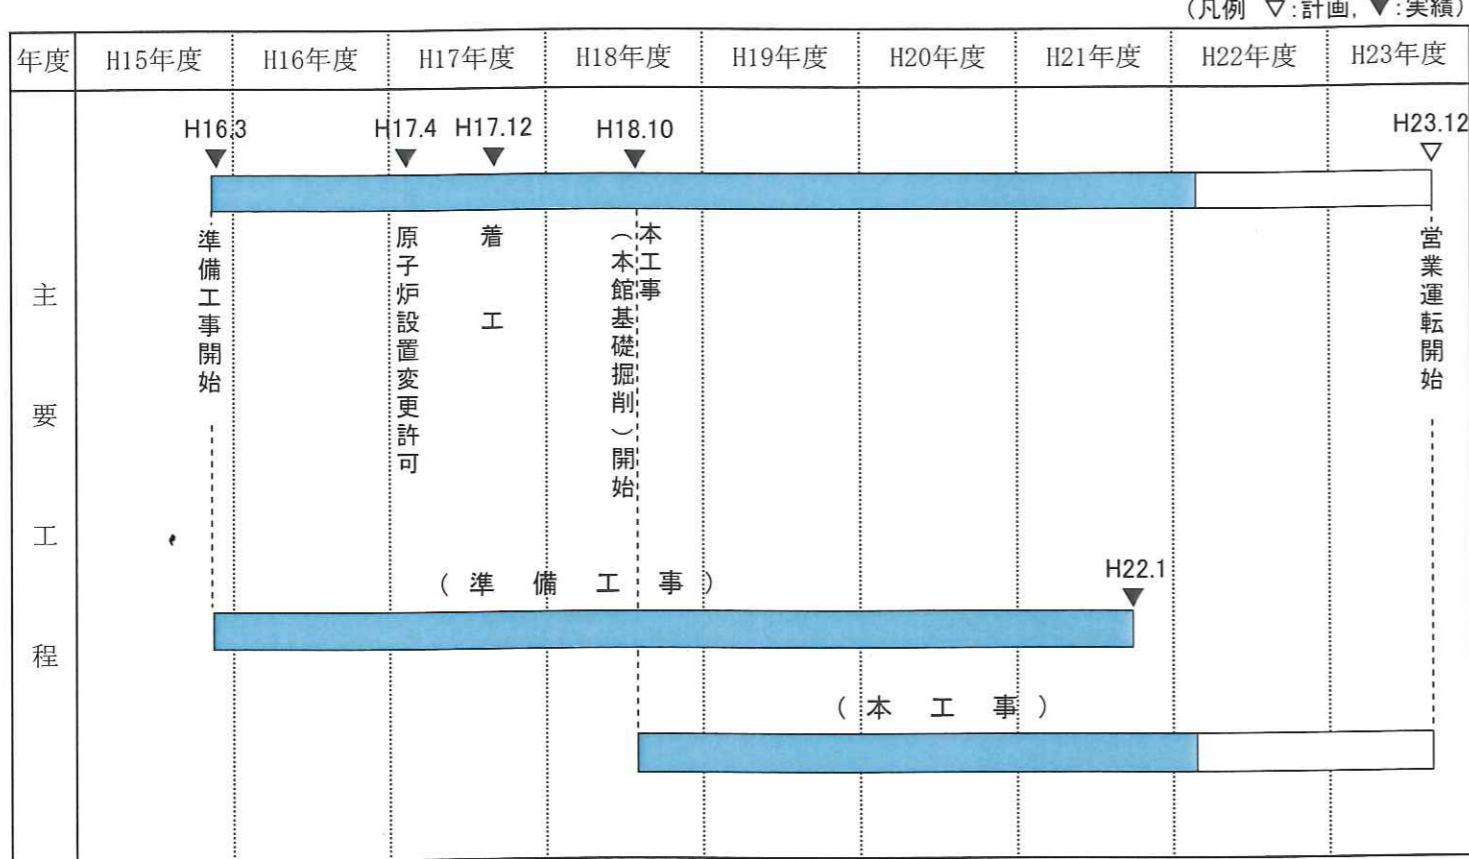 (凡例 ▽:計画, ▼:実績)
年度 H15年度 H16年度 H17年度 H18年度 H19年度 H20年度 H21年度 H22年度 H23年度
主要工程
H16.3 H17.4 H17.12 H18.10 H23.12
準備工事開始
原子炉設置変更許可
着工
本工事
(本館基礎掘削)開始
営業運転開始
(準備工事)
H22.1
(本工事)